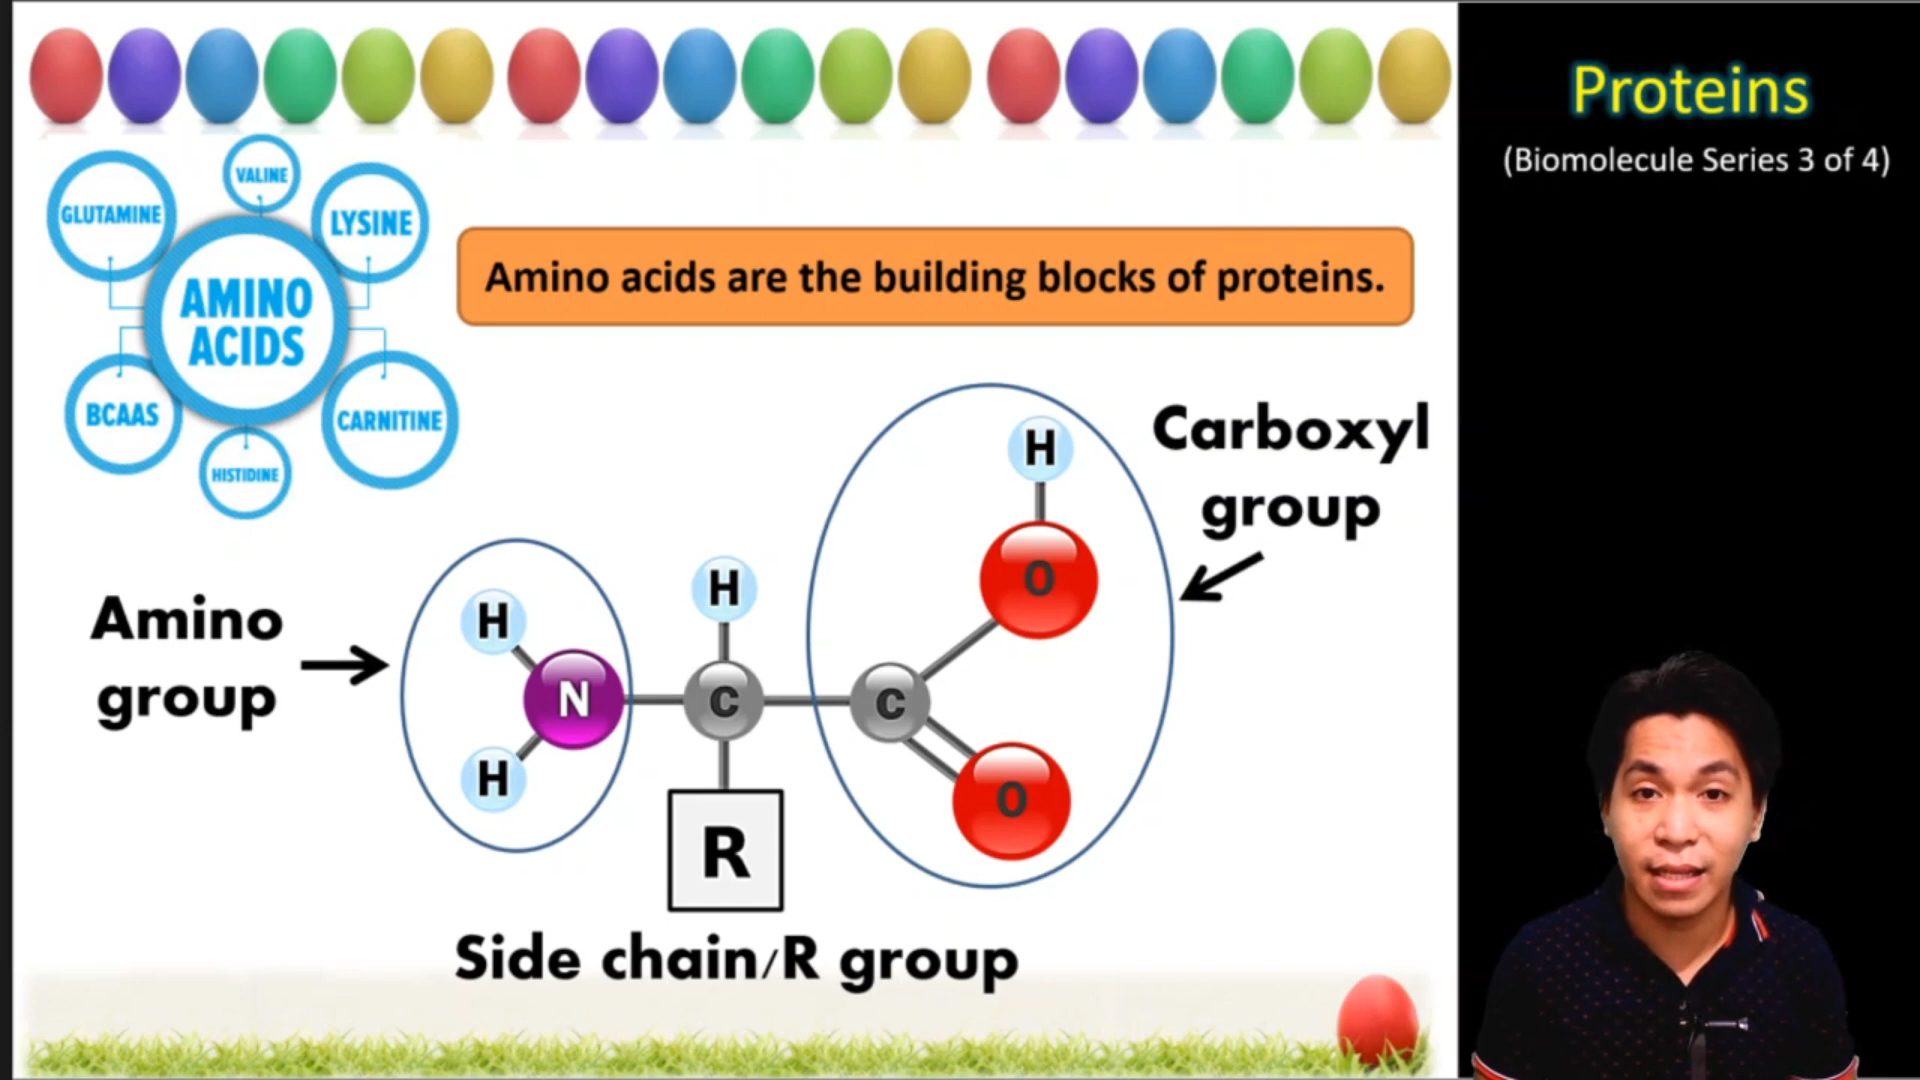 Proteins
(Biomolecule Series 3 of 4)
VALINE
GLUTAMINE
LYSINE
AMINO
ACIDS
BCAAS
CARNITINE
HISTIDINE
Amino acids are the building blocks of proteins.
Carboxyl
group
Amino
group
H
O
H
H
N
C
C
H
O
R
Side chain/R group